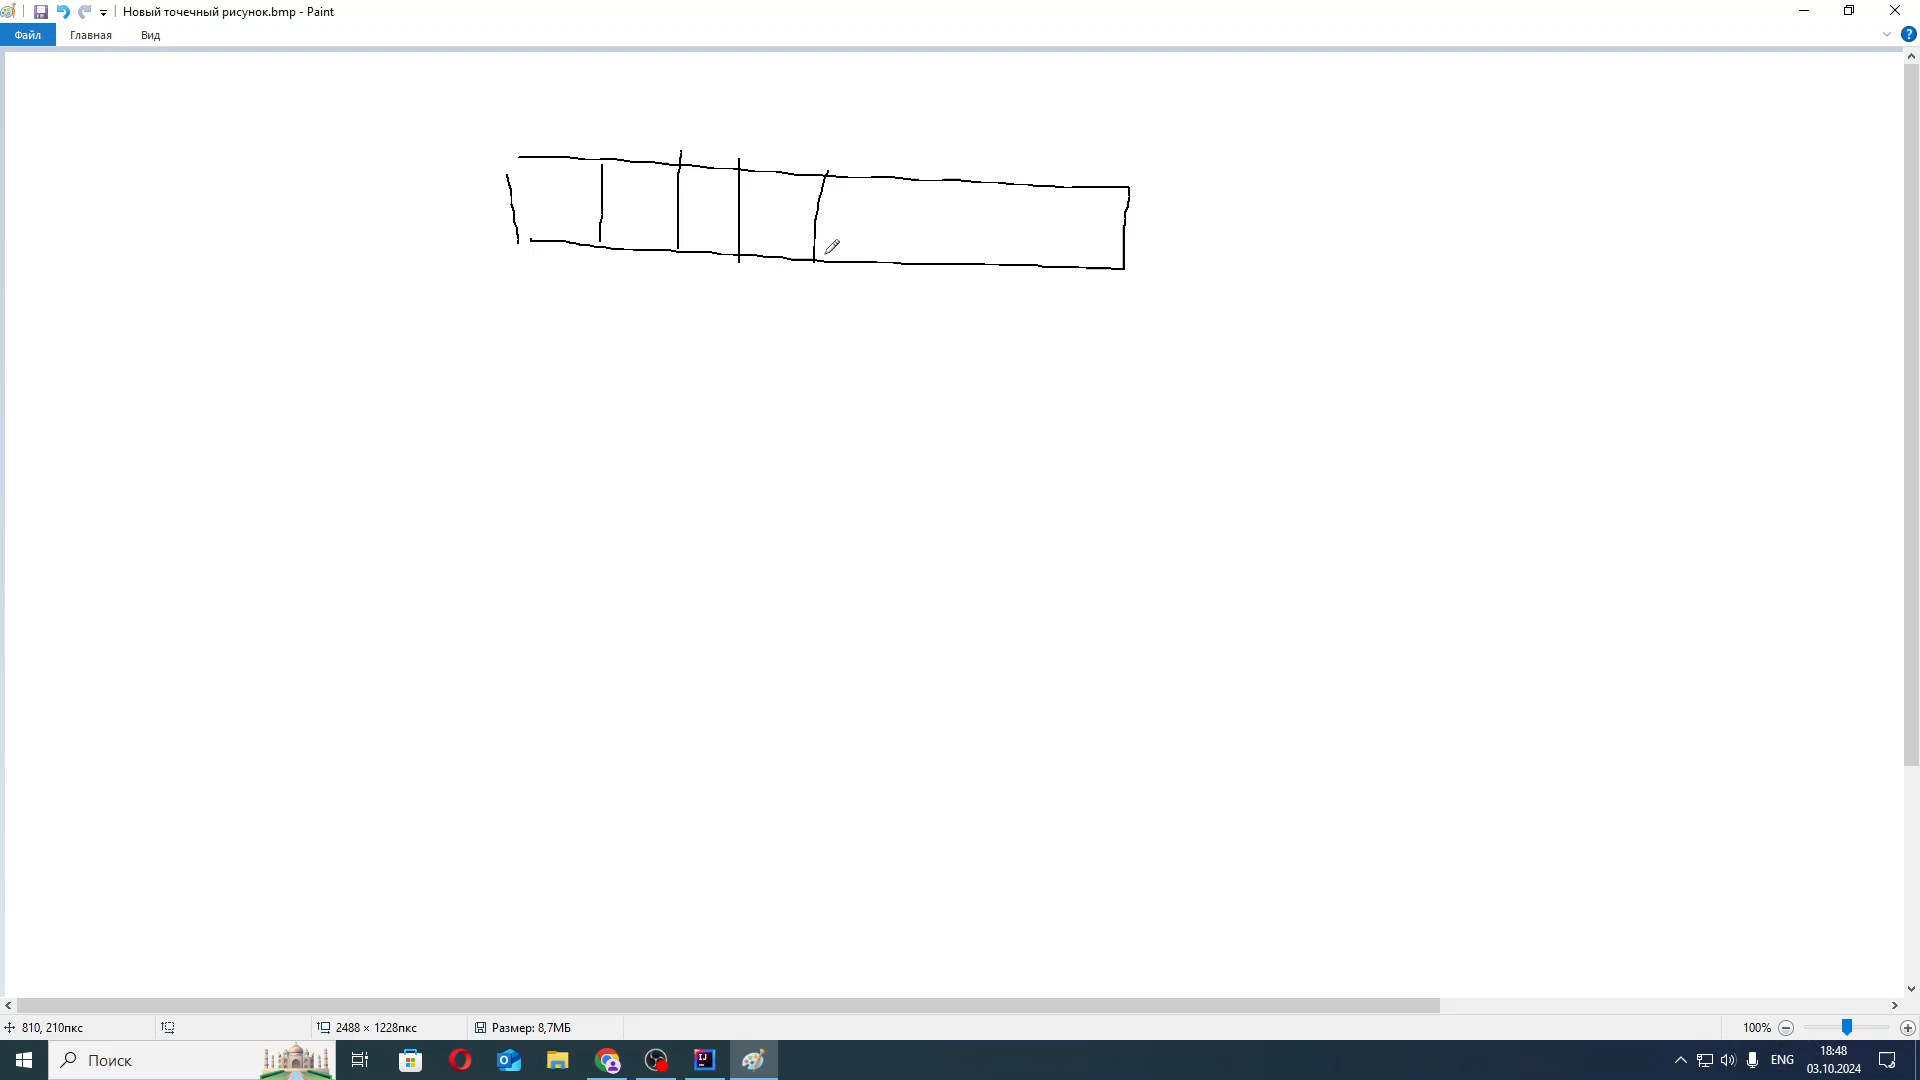 Новый точечный рисунок.bmp - Paint
Файл Главная Вид
?
810, 210пкс 2488 × 1228пкс Размер: 8,7МБ 100%
Поиск
IJ
ENG 18:48
03.10.2024